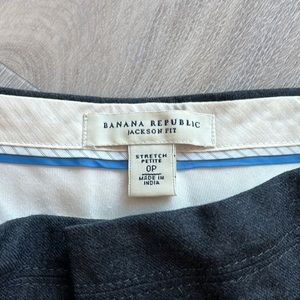 BANANA REPUBLIC
JACKSON FIT
STRETCH
PETITE
0P
MADE IN
INDIA